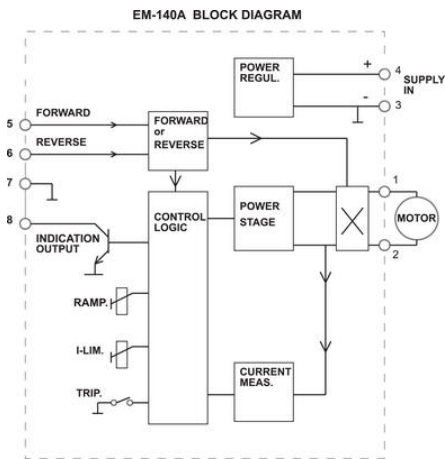 EM-140A BLOCK DIAGRAM
POWER
REGUL.
+
4
SUPPLY
IN
-
3
FORWARD
5
REVERSE
6
FORWARD
or
REVERSE
7
1
8
INDICATION
OUTPUT
CONTROL
LOGIC
POWER
STAGE
MOTOR
2
RAMP.
I-LIM.
TRIP.
CURRENT
MEAS.